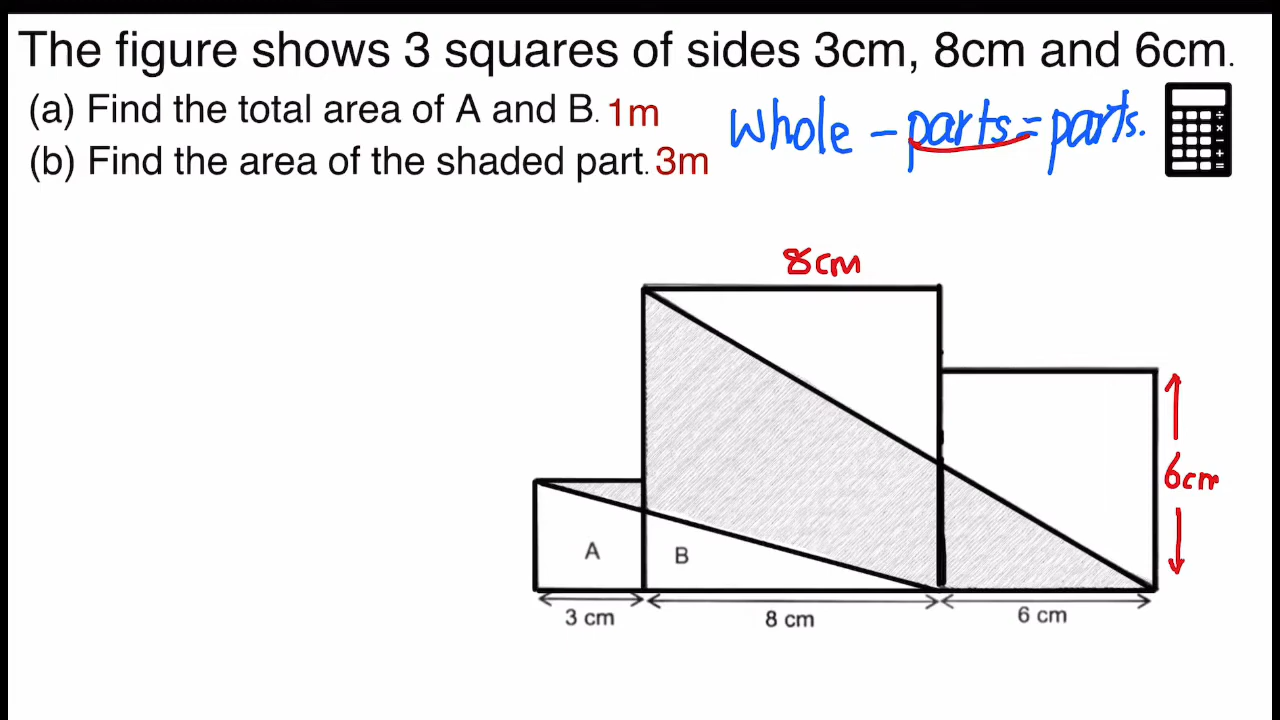 The figure shows 3 squares of sides 3cm, 8cm and 6cm.
(a) Find the total area of A and B. 1m
whole - parts = parts.
(b) Find the area of the shaded part. 3m
8cm
6cm
A
B
3 cm
8 cm
6 cm